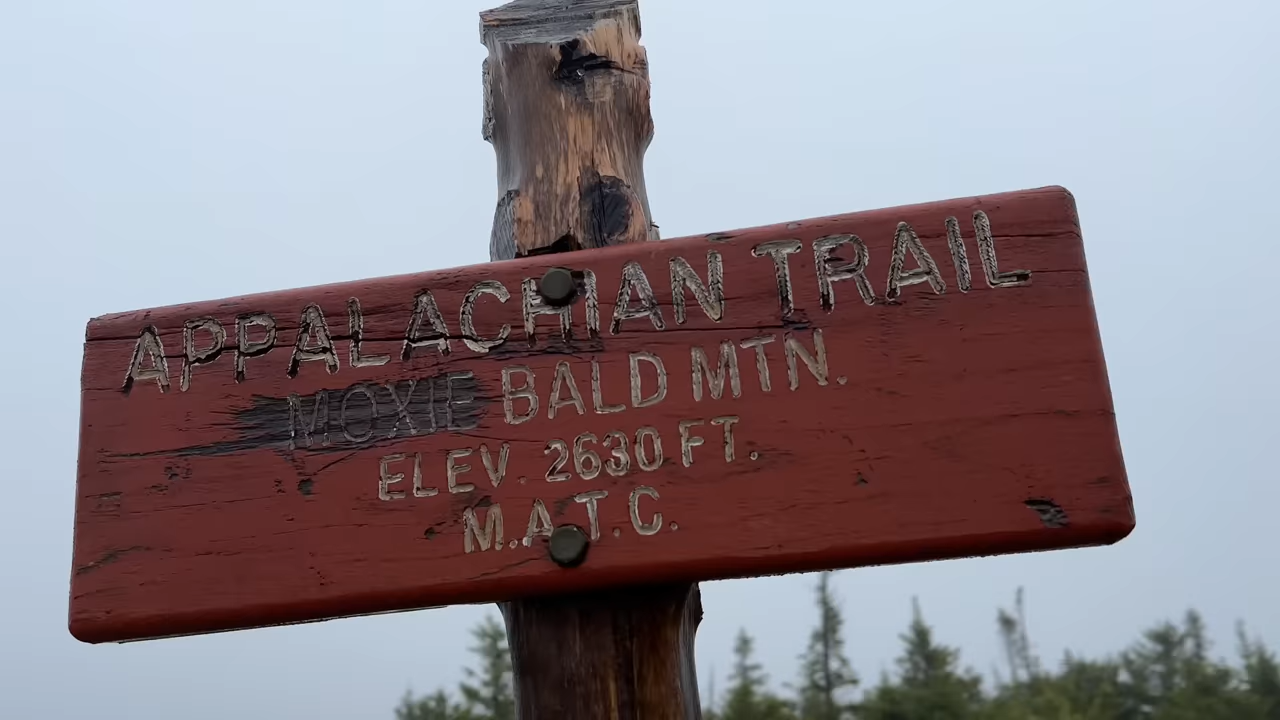 APPALACHIAN TRAIL
MOXIE BALD MTN.
ELEV. 2630 FT.
M.A.T.C.